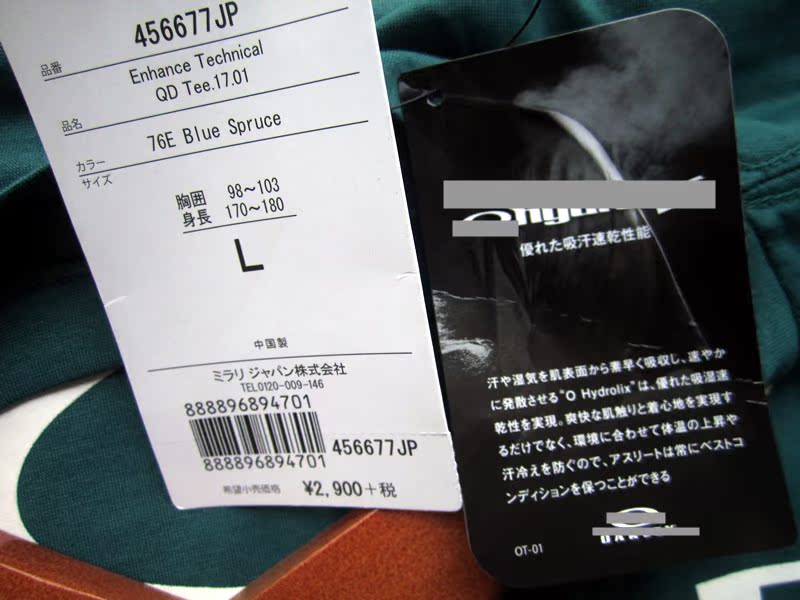 456677JP
品番
Enhance Technical
QD Tee.17.01
品名
76E Blue Spruce
カラー
サイズ
胸囲 98～103
身長 170～180
L
中国製
ミラリ ジャパン株式会社
TEL0120-009-146
888896894701
456677JP
888896894701
希望小売価格 ¥2,900+税
優れた吸汗速乾性能
汗や湿気を肌表面から素早く吸収し、速やか
に発散させる"O Hydrolix"は、優れた吸湿速
乾性を実現。爽快な肌触りと着心地を実現す
るだけでなく、環境に合わせて体温の上昇や
汗冷えを防ぐので、アスリートは常にベストコ
ンディションを保つことができる
OT-01